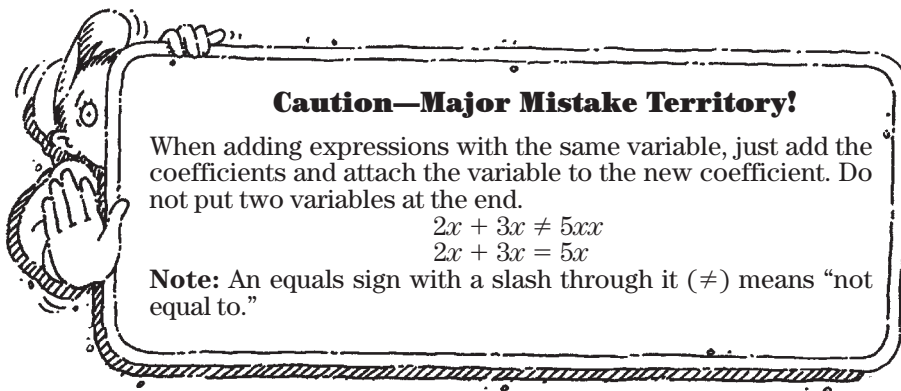 Caution—Major Mistake Territory!
When adding expressions with the same variable, just add the
coefficients and attach the variable to the new coefficient. Do
not put two variables at the end.
2x + 3x ≠ 5xx
2x + 3x = 5x
Note: An equals sign with a slash through it (≠) means “not
equal to.”